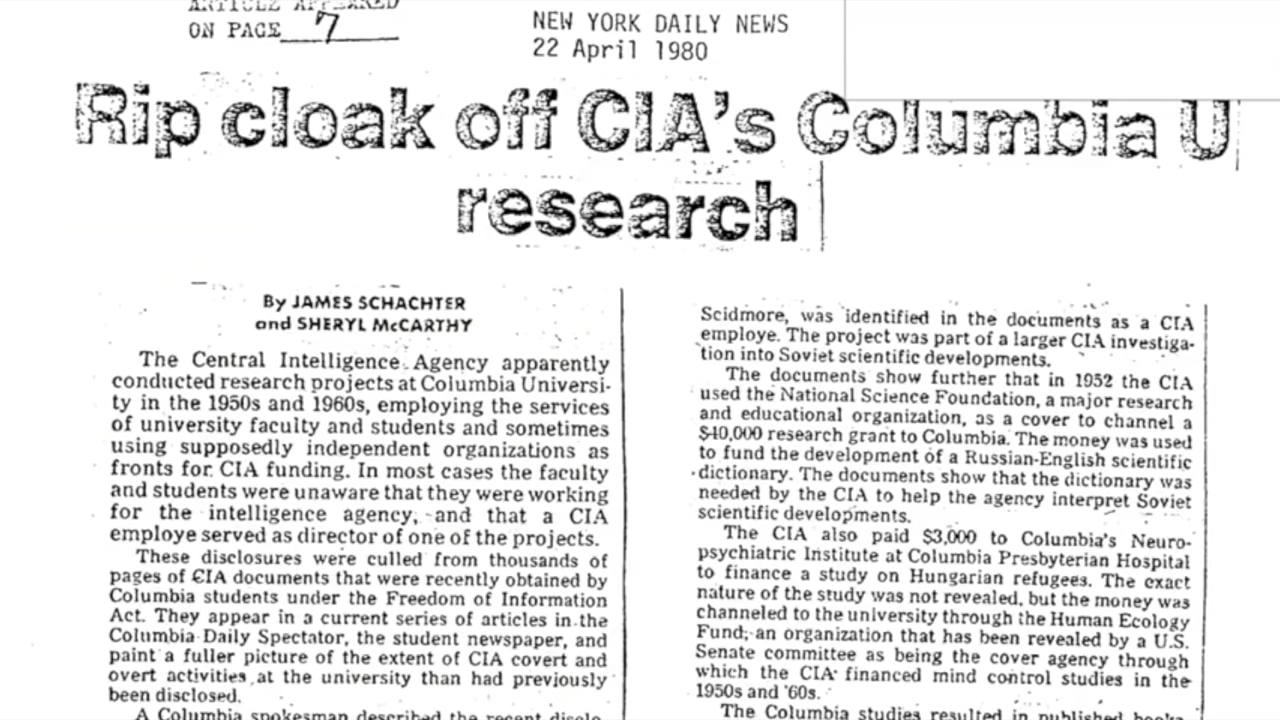 ARTICLE APPEARED
ON PAGE 7
NEW YORK DAILY NEWS
22 April 1980
Rip cloak off CIA's Columbia U
research
By JAMES SCHACHTER
and SHERYL McCARTHY
The Central Intelligence Agency apparently
conducted research projects at Columbia Universi-
ty in the 1950s and 1960s, employing the services
of university faculty and students and sometimes
using supposedly independent organizations as
fronts for CIA funding. In most cases the faculty
and students were unaware that they were working
for the intelligence agency, and that a CIA
employe served as director of one of the projects.
These disclosures were culled from thousands of
pages of CIA documents that were recently obtained by
Columbia students under the Freedom of Information
Act. They appear in a current series of articles in the
Columbia Daily Spectator, the student newspaper, and
paint a fuller picture of the extent of CIA covert and
overt activities at the university than had previously
been disclosed.
A Columbia spokesman described the recent disclo-
Scidmore, was identified in the documents as a CIA
employe. The project was part of a larger CIA investiga-
tion into Soviet scientific developments.
The documents show further that in 1952 the CIA
used the National Science Foundation, a major research
and educational organization, as a cover to channel a
$40,000 research grant to Columbia. The money was used
to fund the development of a Russian-English scientific
dictionary. The documents show that the dictionary was
needed by the CIA to help the agency interpret Soviet
scientific developments.
The CIA also paid $3,000 to Columbia's Neuro-
psychiatric Institute at Columbia Presbyterian Hospital
to finance a study on Hungarian refugees. The exact
nature of the study was not revealed, but the money was
channeled to the university through the Human Ecology
Fund, an organization that has been revealed by a U.S.
Senate committee as being the cover agency through
which the CIA financed mind control studies in the
1950s and '60s.
The Columbia studies resulted in published books,